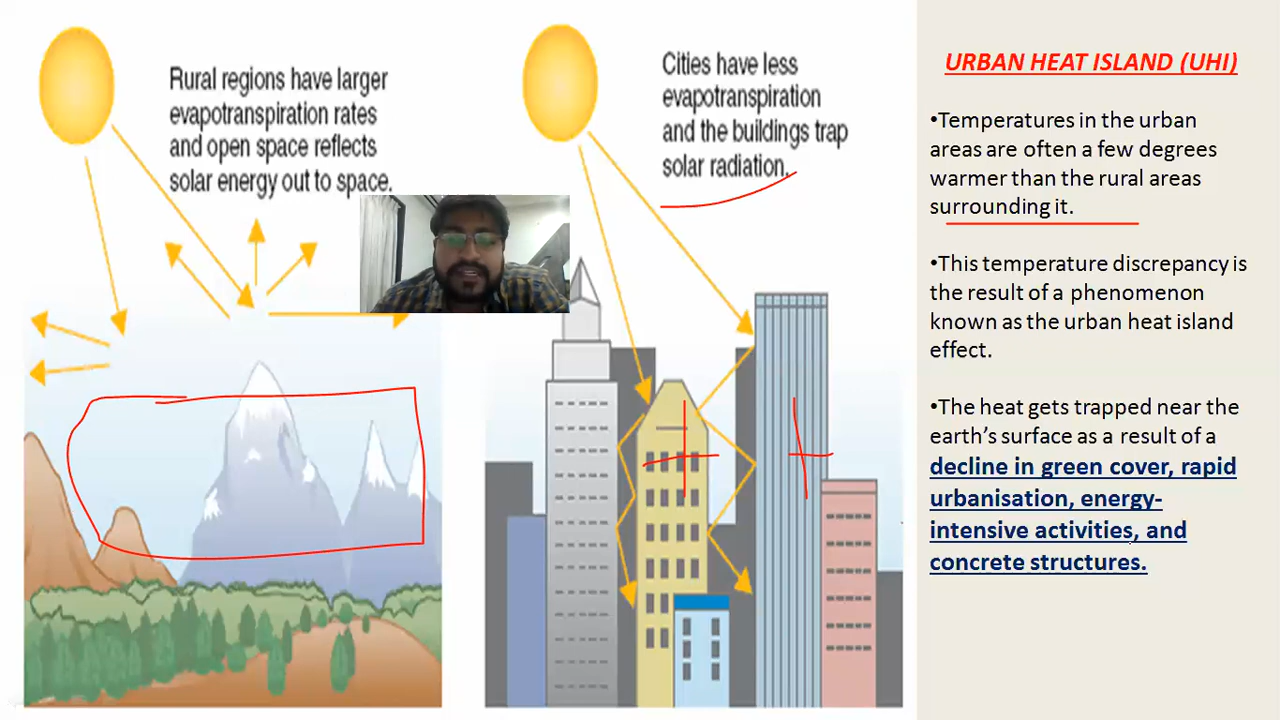 Rural regions have larger
evapotranspiration rates
and open space reflects
solar energy out to space.
Cities have less
evapotranspiration
and the buildings trap
solar radiation.
URBAN HEAT ISLAND (UHI)
•Temperatures in the urban
areas are often a few degrees
warmer than the rural areas
surrounding it.
•This temperature discrepancy is
the result of a phenomenon
known as the urban heat island
effect.
•The heat gets trapped near the
earth's surface as a result of a
decline in green cover, rapid
urbanisation, energy-
intensive activities, and
concrete structures.